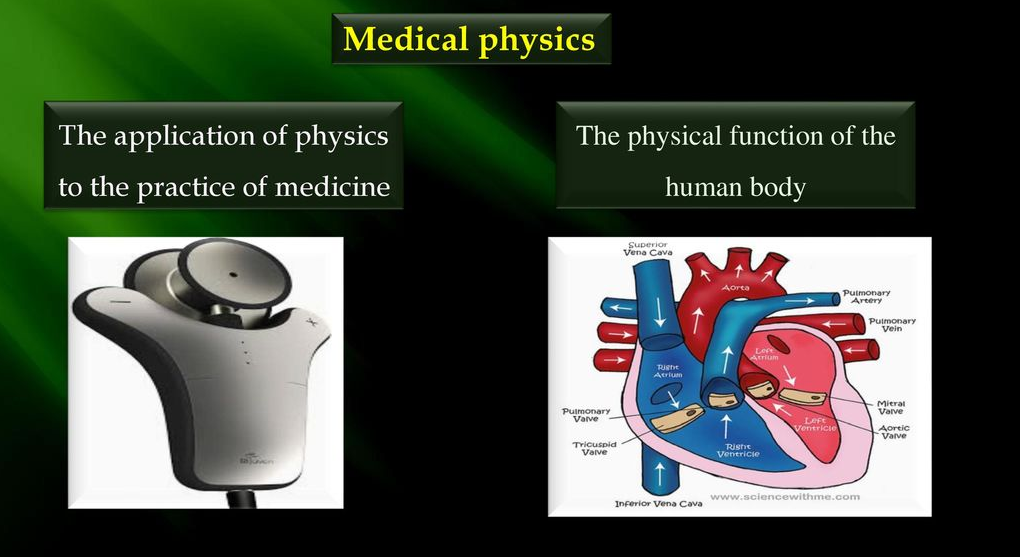 Medical physics
The application of physics
to the practice of medicine
The physical function of the
human body
Superior
Vena Cava
Aorta
Pulmonary
Artery
Pulmonary
Vein
Left
Atrium
Right
Atrium
Pulmonary
Valve
Tricuspid
Valve
Mitral
Valve
Aortic
Valve
Left
Ventricle
Right
Ventricle
www.sciencewithme.com
Inferior Vena Cava